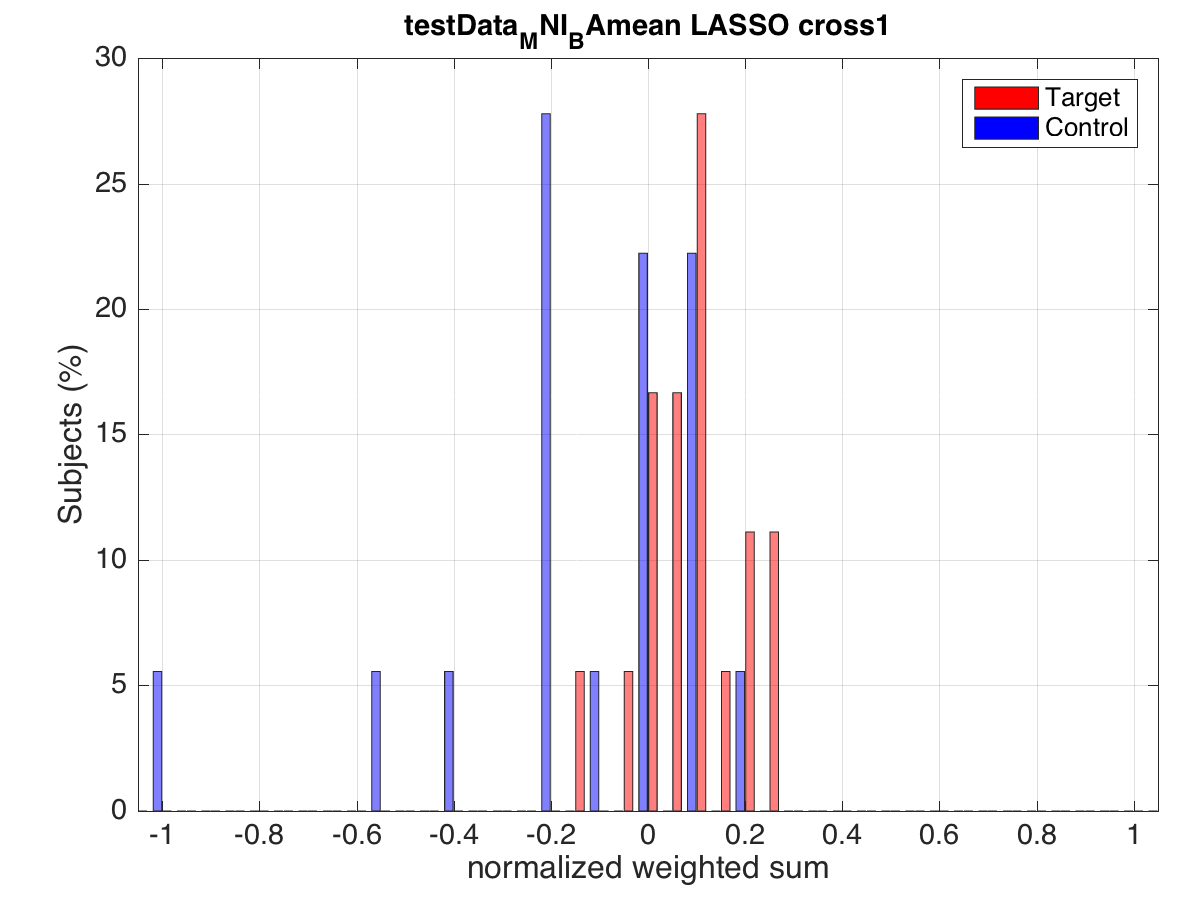 testData_MNI_BAmean LASSO cross1
30
25
20
15
10
5
0
Subjects (%)
Target
Control
-1 -0.8 -0.6 -0.4 -0.2 0 0.2 0.4 0.6 0.8 1
normalized weighted sum